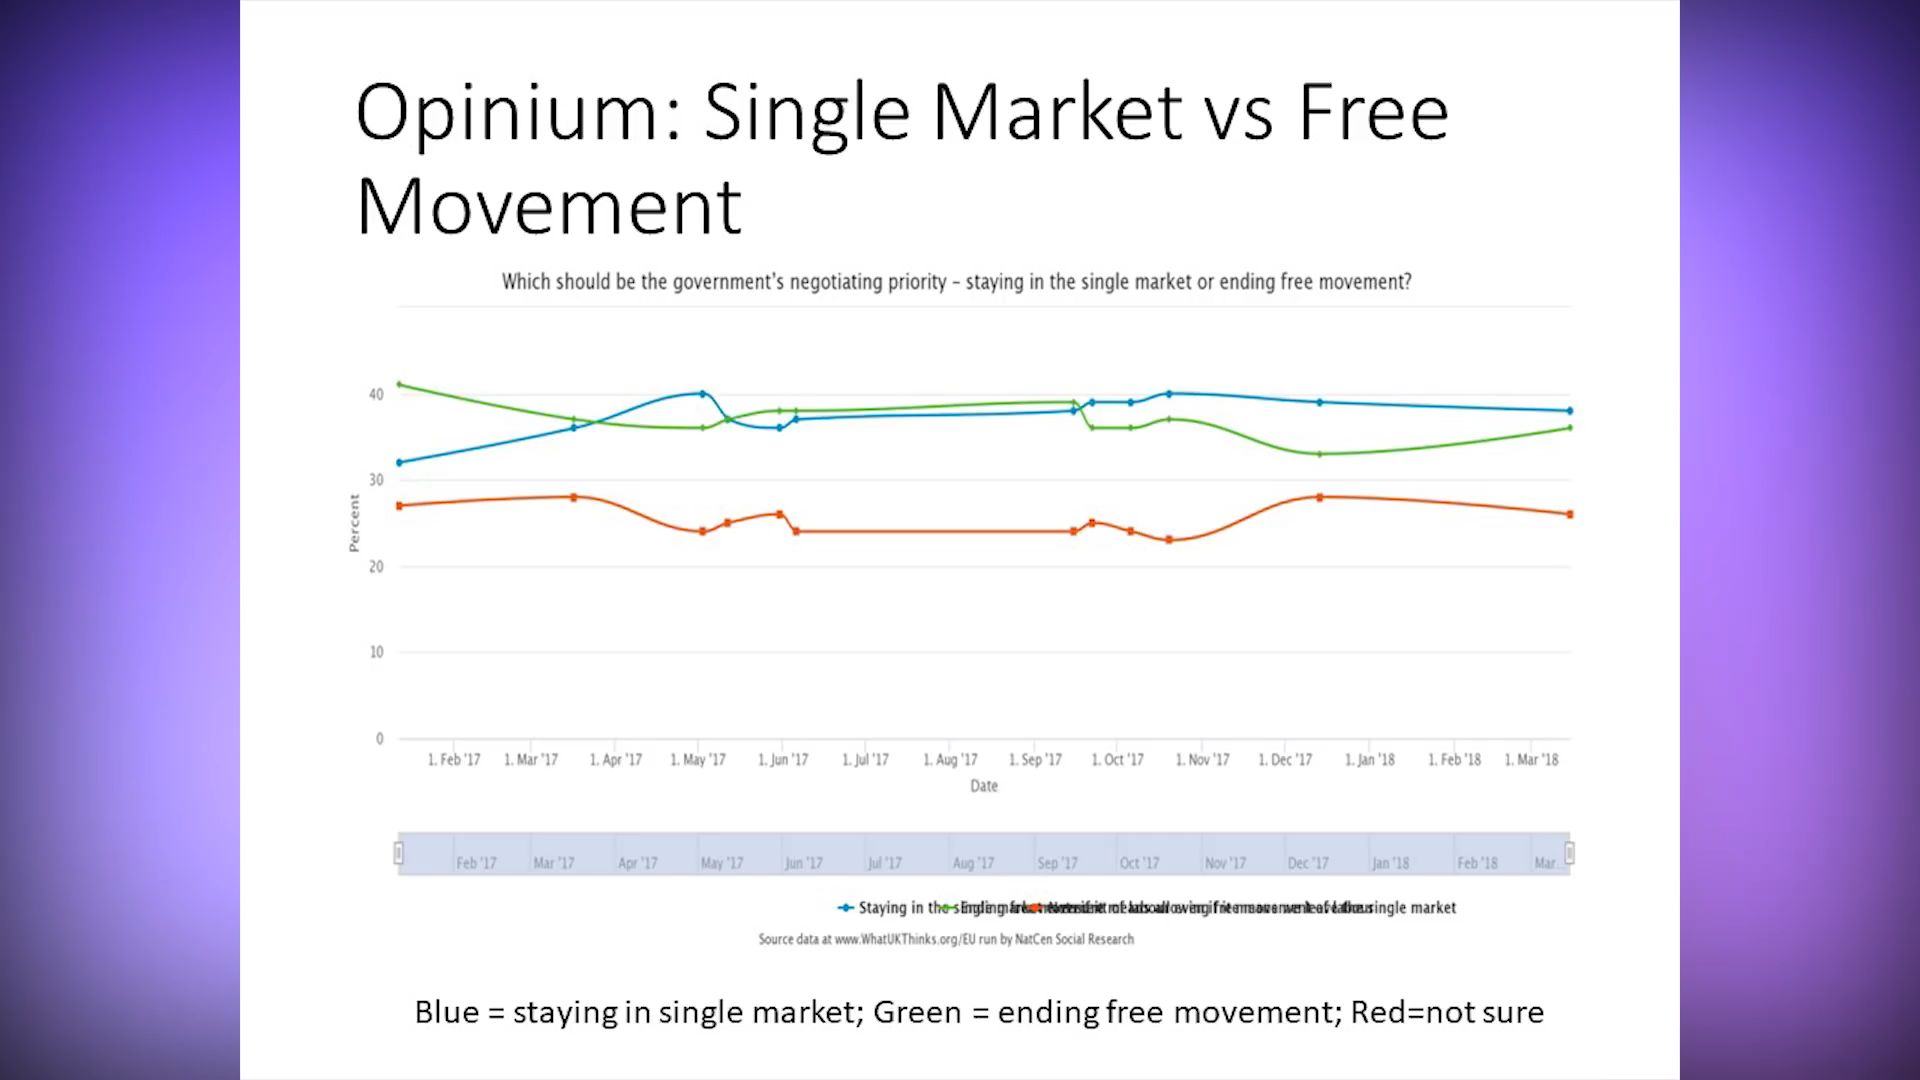 Opinium: Single Market vs Free
Movement
Which should be the government's negotiating priority – staying in the single market or ending free movement?
40
30
20
10
0
Percent
1. Feb '17 1. Mar '17 1. Apr '17 1. May '17 1. Jun '17 1. Jul '17 1. Aug '17 1. Sep '17 1. Oct '17 1. Nov '17 1. Dec '17 1. Jan '18 1. Feb '18 1. Mar '18
Date
Feb '17 Mar '17 Apr '17 May '17 Jun '17 Jul '17 Aug '17 Sep '17 Oct '17 Nov '17 Dec '17 Jan '18 Feb '18 Mar…
Staying in the single market
Source data at www.WhatUKThinks.org/EU run by NatCen Social Research
Blue = staying in single market; Green = ending free movement; Red=not sure